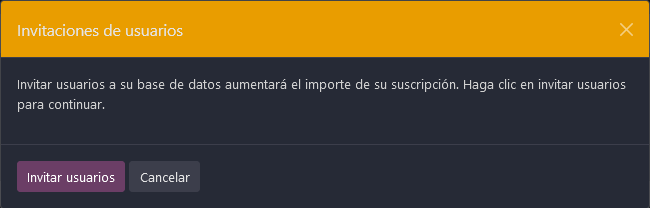 Invitaciones de usuarios
Invitar usuarios a su base de datos aumentará el importe de su suscripción. Haga clic en invitar usuarios
para continuar.
Invitar usuarios
Cancelar